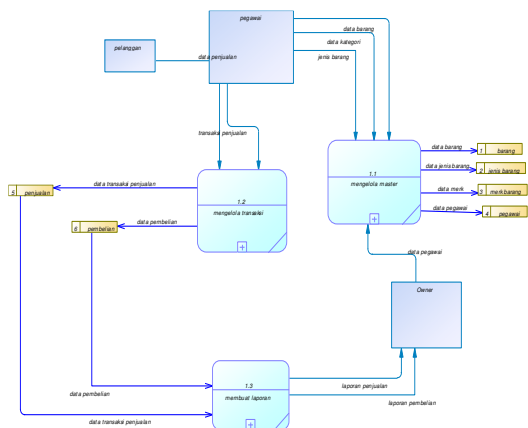 pegawai
pelanggan
data penjualan
data barang
data kategori
jenis barang
transaksi penjualan
1.1
mengelola master
data barang
1 barang
data jenis barang
2 jenis barang
data merk
3 merkbarang
data pegawai
4 pegawai
1.2
mengelola transaksi
data transaksi penjualan
5 penjualan
data pembelian
6 pembelian
data pegawai
Owner
1.3
membuat laporan
laporan penjualan
laporan pembelian
data pembelian
data transaksi penjualan